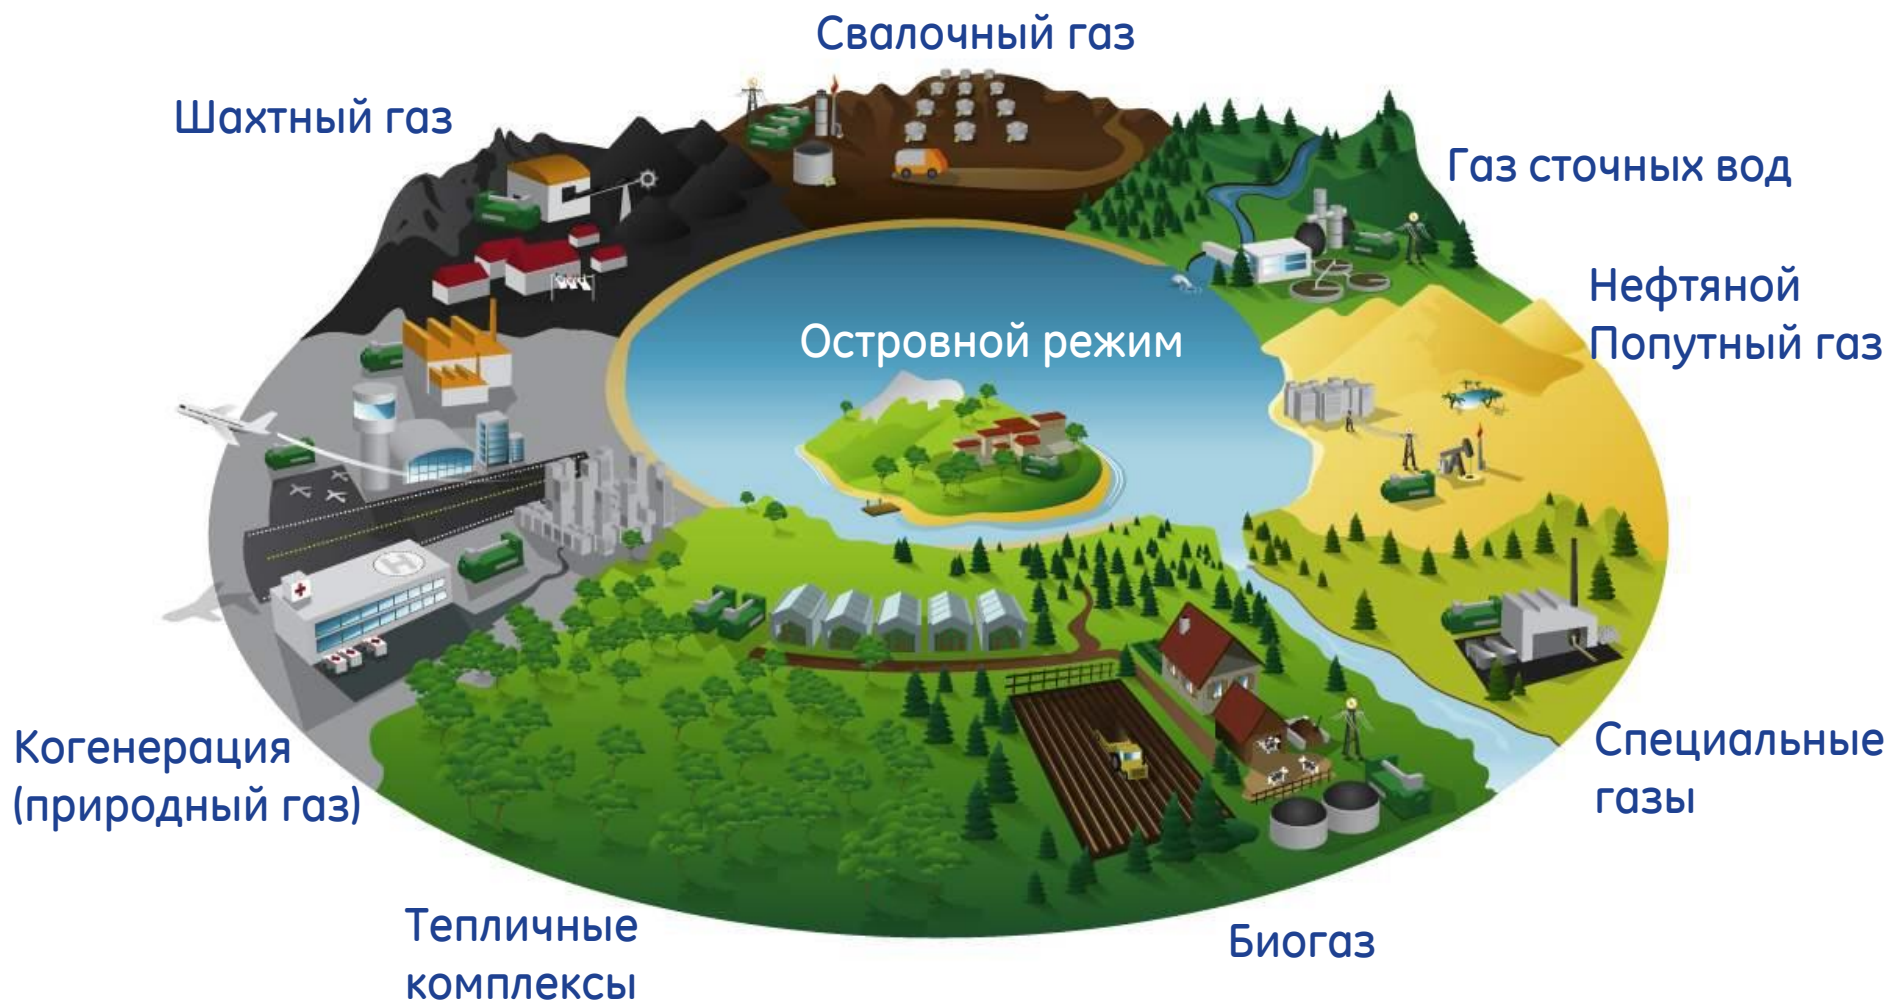 Свалочный газ
Шахтный газ
Газ сточных вод
Нефтяной
Попутный газ
Островной режим
Когенерация
(природный газ)
Специальные
газы
Тепличные
комплексы
Биогаз
H